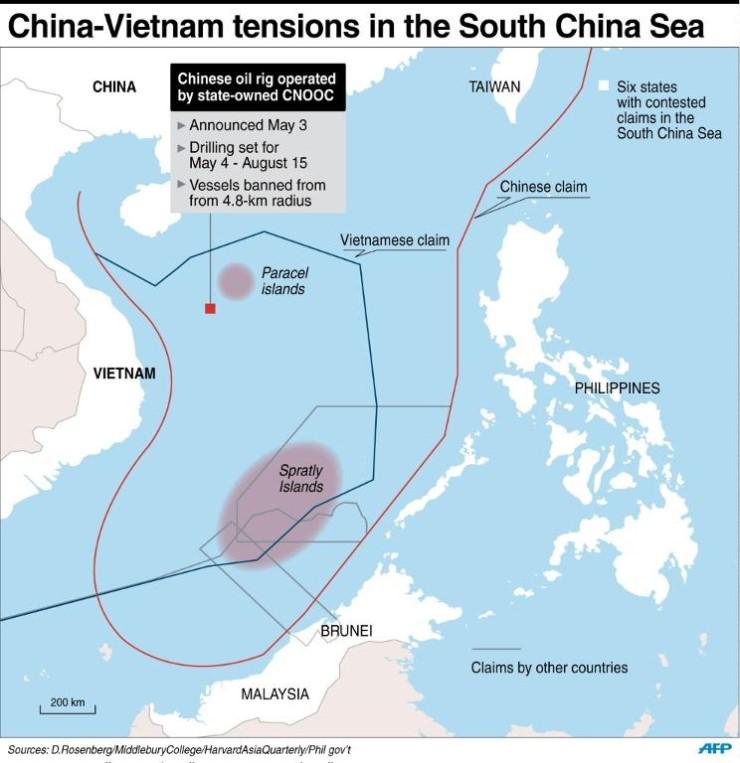 China-Vietnam tensions in the South China Sea
CHINA
Chinese oil rig operated
by state-owned CNOOC
Announced May 3
Drilling set for
May 4 - August 15
Vessels banned from
from 4.8-km radius
TAIWAN
Six states
with contested
claims in the
South China Sea
Chinese claim
Vietnamese claim
Paracel
islands
VIETNAM
PHILIPPINES
Spratly
Islands
BRUNEI
Claims by other countries
MALAYSIA
200 km
Sources: D.Rosenberg/MiddleburyCollege/HarvardAsiaQuarterly/Phil gov't
AFP